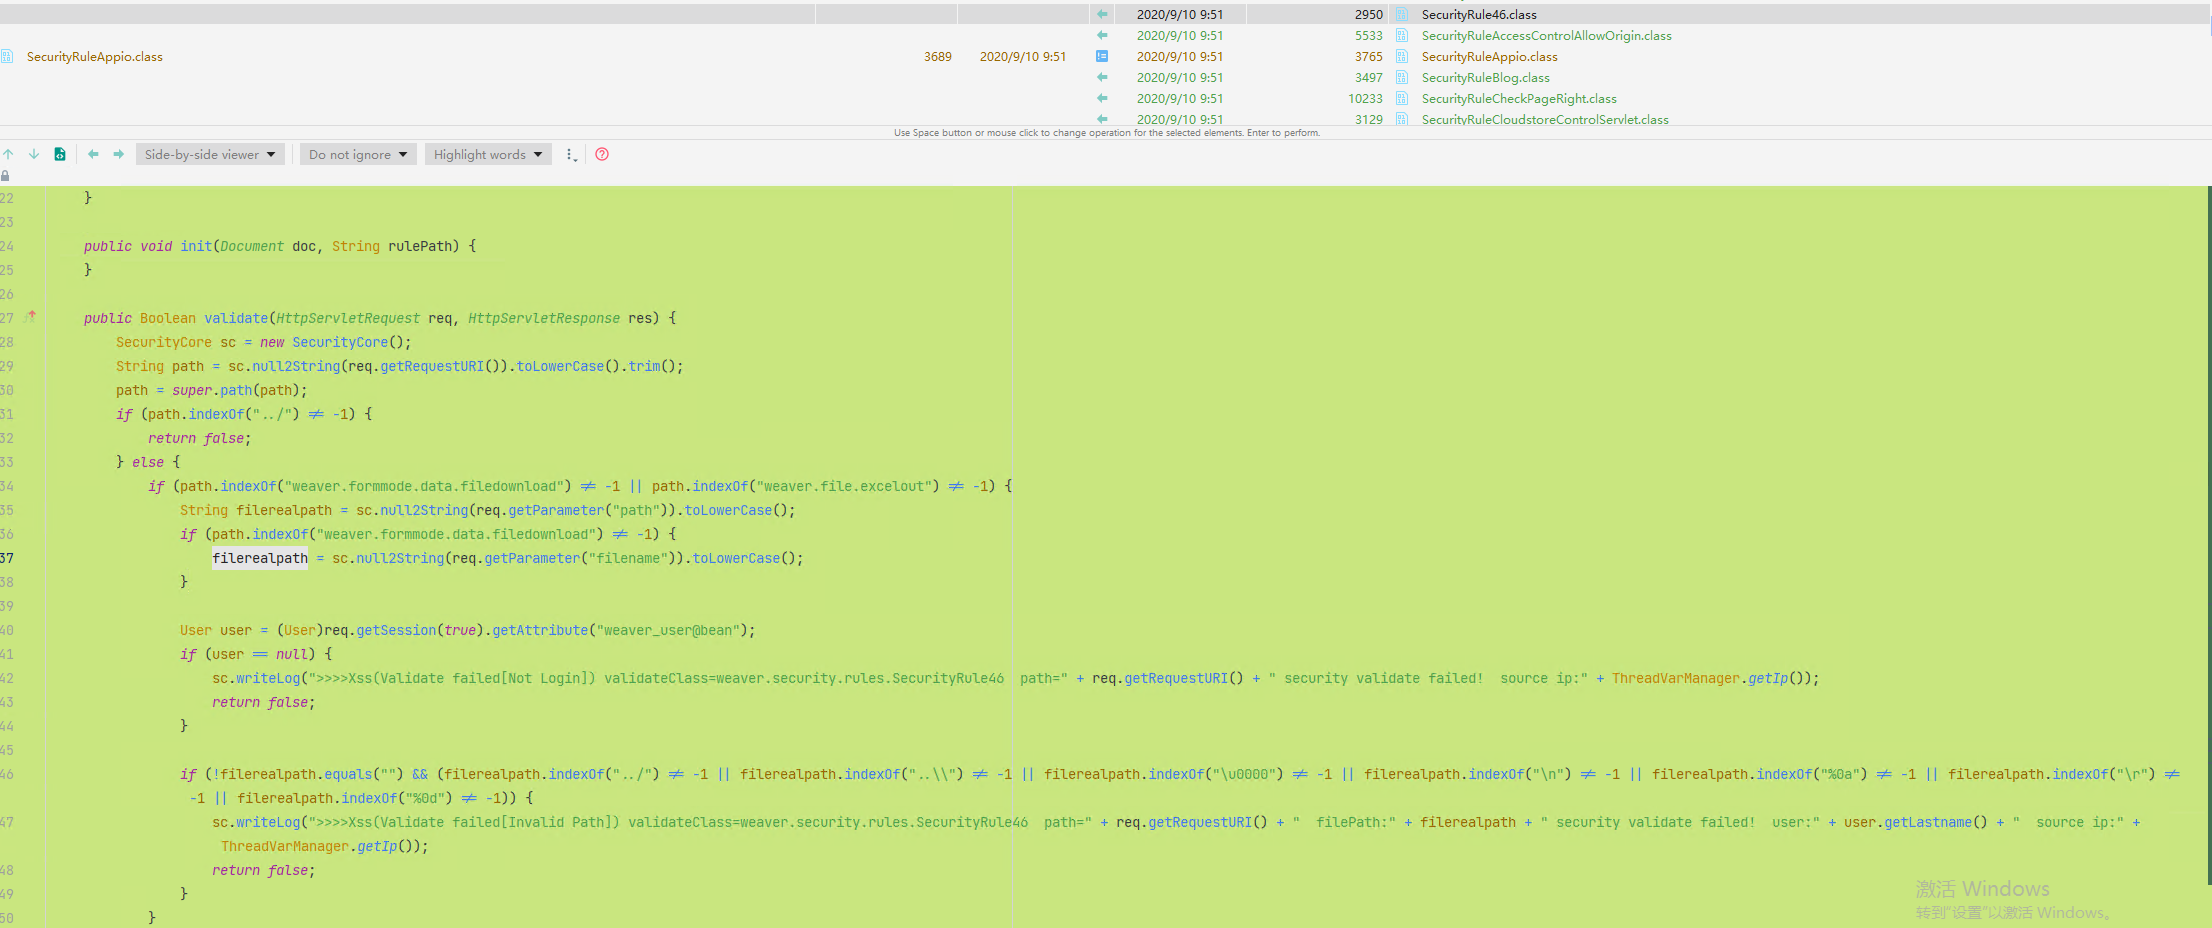 2020/9/10 9:51 2950 SecurityRule46.class
2020/9/10 9:51 5533 SecurityRuleAccessControlAllowOrigin.class
SecurityRuleAppio.class 3689 2020/9/10 9:51 2020/9/10 9:51 3765 SecurityRuleAppio.class
2020/9/10 9:51 3497 SecurityRuleBlog.class
2020/9/10 9:51 10233 SecurityRuleCheckPageRight.class
2020/9/10 9:51 3129 SecurityRuleCloudstoreControlServlet.class
Use Space button or mouse click to change operation for the selected elements. Enter to perform.
Side-by-side viewer Do not ignore Highlight words
22 }
23
24 public void init(Document doc, String rulePath) {
25 }
26
27 public Boolean validate(HttpServletRequest req, HttpServletResponse res) {
28 SecurityCore sc = new SecurityCore();
29 String path = sc.null2String(req.getRequestURI()).toLowerCase().trim();
30 path = super.path(path);
31 if (path.indexOf("../") != -1) {
32 return false;
33 } else {
34 if (path.indexOf("weaver.formmode.data.filedownload") != -1 || path.indexOf("weaver.file.excelout") != -1) {
35 String filerealpath = sc.null2String(req.getParameter("path")).toLowerCase();
36 if (path.indexOf("weaver.formmode.data.filedownload") != -1) {
37 filerealpath = sc.null2String(req.getParameter("filename")).toLowerCase();
38 }
39
40 User user = (User)req.getSession(true).getAttribute("weaver_user@bean");
41 if (user == null) {
42 sc.writeLog(">>>>Xss(Validate failed[Not Login]) validateClass=weaver.security.rules.SecurityRule46  path=" + req.getRequestURI() + " security validate failed!  source ip:" + ThreadVarManager.getIp());
43 return false;
44 }
45
46 if (!filerealpath.equals("") && (filerealpath.indexOf("../") != -1 || filerealpath.indexOf("..\\") != -1 || filerealpath.indexOf("\u0000") != -1 || filerealpath.indexOf("\n") != -1 || filerealpath.indexOf("%0a") != -1 || filerealpath.indexOf("\r") !=
-1 || filerealpath.indexOf("%0d") != -1)) {
47 sc.writeLog(">>>>Xss(Validate failed[Invalid Path]) validateClass=weaver.security.rules.SecurityRule46  path=" + req.getRequestURI() + "  filePath:" + filerealpath + " security validate failed!  user:" + user.getLastname() + "  source ip:" +
ThreadVarManager.getIp());
48 return false;
49 }
50 }
激活 Windows
转到"设置"以激活 Windows。